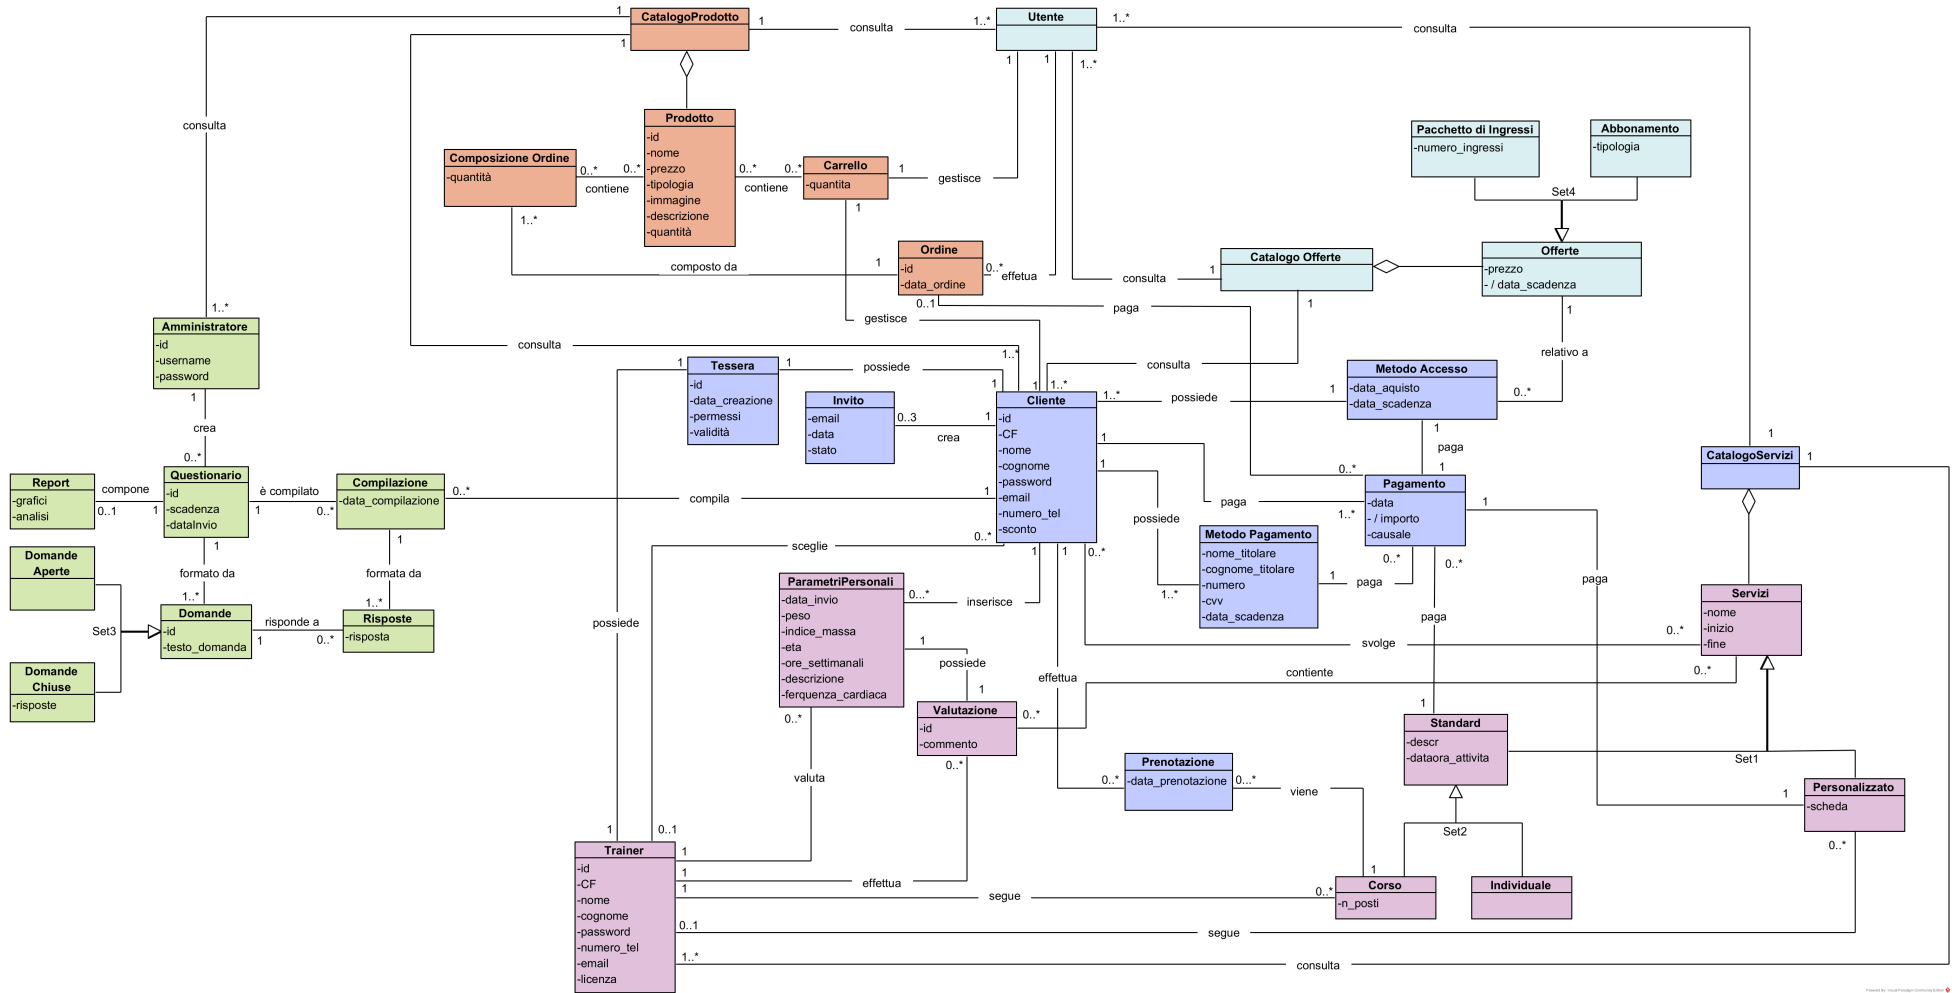 CatalogoProdotto
1
1
1
consulta
1..*
Utente
1..*
consulta
1
1
1..*
consulta
Prodotto
-id
-nome
-prezzo
-tipologia
-immagine
-descrizione
-quantità
Composizione Ordine
-quantità
0..*
0..*
contiene
1..*
0..*
0..*
contiene
Carrello
-quantita
1
gestisce
1
Pacchetto di Ingressi
-numero_ingressi
Abbonamento
-tipologia
Set4
Ordine
-id
-data_ordine
0..*
effetua
composto da
1
0..1
paga
consulta
1
Catalogo Offerte
1
Offerte
-prezzo
- / data_scadenza
1
relativo a
gestisce
consulta
1..*
1..*
Amministratore
-id
-username
-password
1
crea
0..*
1
Tessera
-id
-data_creazione
-permessi
-validità
1
possiede
1
1
1..*
consulta
Invito
-email
-data
-stato
0..3
1
crea
Cliente
-id
-CF
-nome
-cognome
-password
-email
-numero_tel
-sconto
1..*
possiede
1
Metodo Accesso
-data_aquisto
-data_scadenza
0..*
1
paga
1
0..*
1
1
paga
1..*
possiede
1..*
Pagamento
-data
- / importo
-causale
1
0..*
0..*
paga
CatalogoServizi
1
1
Metodo Pagamento
-nome_titolare
-cognome_titolare
-numero
-cvv
-data_scadenza
1
paga
Report
-grafici
-analisi
compone
0..1
1
Questionario
-id
-scadenza
-dataInvio
è compilato
1
0..*
Compilazione
-data_compilazione
0..*
compila
1
1
formato da
1..*
1
formata da
1..*
Domande
Aperte
Set3
Domande
Chiuse
-risposte
Domande
-id
-testo_domanda
risponde a
1
0..*
Risposte
-risposta
sceglie
0..*
1
1
0..*
ParametriPersonali
-data_invio
-peso
-indice_massa
-eta
-ore_settimanali
-descrizione
-ferquenza_cardiaca
0...*
inserisce
1
possiede
1
0..*
possiede
Valutazione
-id
-commento
0..*
0..*
effettua
svolge
0..*
contiente
0..*
Servizi
-nome
-inizio
-fine
paga
1
Standard
-descr
-dataora_attivita
Set1
Set2
1
Personalizzato
-scheda
0..*
valuta
Prenotazione
-data_prenotazione
0..*
0...*
viene
1
Corso
-n_posti
Individuale
1
0..1
Trainer
-id
-CF
-nome
-cognome
-password
-numero_tel
-email
-licenza
1
1
effettua
1
segue
0..*
0..1
segue
1..*
consulta
Powered By Visual Paradigm Community Edition